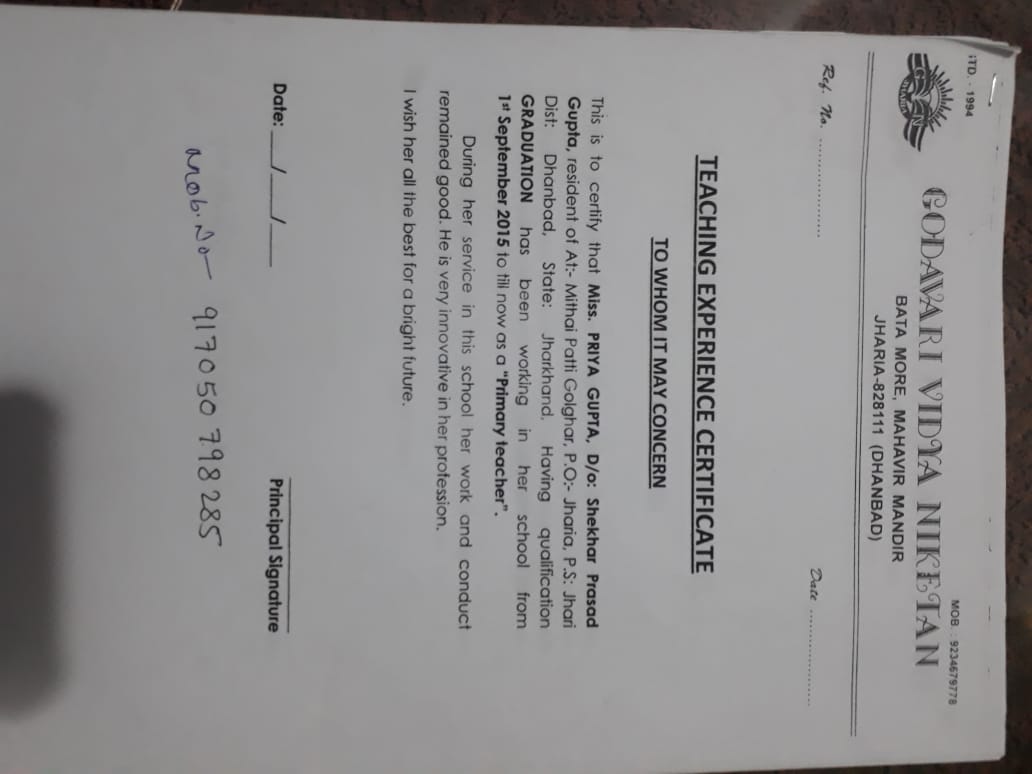 ITD. - 1994
MOB. : 9234679778
GODAVARI VIDYA NIKETAN
BATA MORE, MAHAVIR MANDIR
JHARIA-828111 (DHANBAD)
Ref. No. ....................
Date ....................
TEACHING EXPERIENCE CERTIFICATE
TO WHOM IT MAY CONCERN
This is to certify that Miss. PRIYA GUPTA, D/o: Shekhar Prasad
Gupta, resident of At:- Mithai Patti Golghar, P.O:- Jharia, P.S: Jhari
Dist: Dhanbad, State: Jharkhand. Having qualification
GRADUATION has been working in her school from
1st September 2015 to till now as a "Primary teacher".
During her service in this school her work and conduct
remained good. He is very innovative in her profession.
I wish her all the best for a bright future.
Date: ___/___/___
Principal Signature
Mob. No - 917050798285